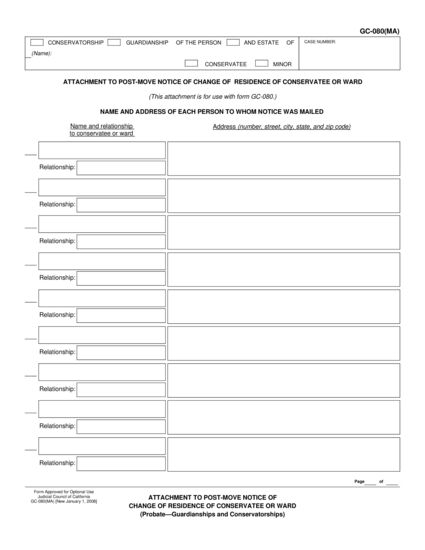 GC-080(MA)
CONSERVATORSHIP GUARDIANSHIP OF THE PERSON AND ESTATE OF
CASE NUMBER:
(Name):
CONSERVATEE MINOR
ATTACHMENT TO POST-MOVE NOTICE OF CHANGE OF RESIDENCE OF CONSERVATEE OR WARD
(This attachment is for use with form GC-080.)
NAME AND ADDRESS OF EACH PERSON TO WHOM NOTICE WAS MAILED
Name and relationship
to conservatee or ward
Address (number, street, city, state, and zip code)
Relationship:
Relationship:
Relationship:
Relationship:
Relationship:
Relationship:
Relationship:
Relationship:
Relationship:
Page of
Form Approved for Optional Use
Judicial Council of California
GC-080(MA) [New January 1, 2008]
ATTACHMENT TO POST-MOVE NOTICE OF
CHANGE OF RESIDENCE OF CONSERVATEE OR WARD
(Probate—Guardianships and Conservatorships)